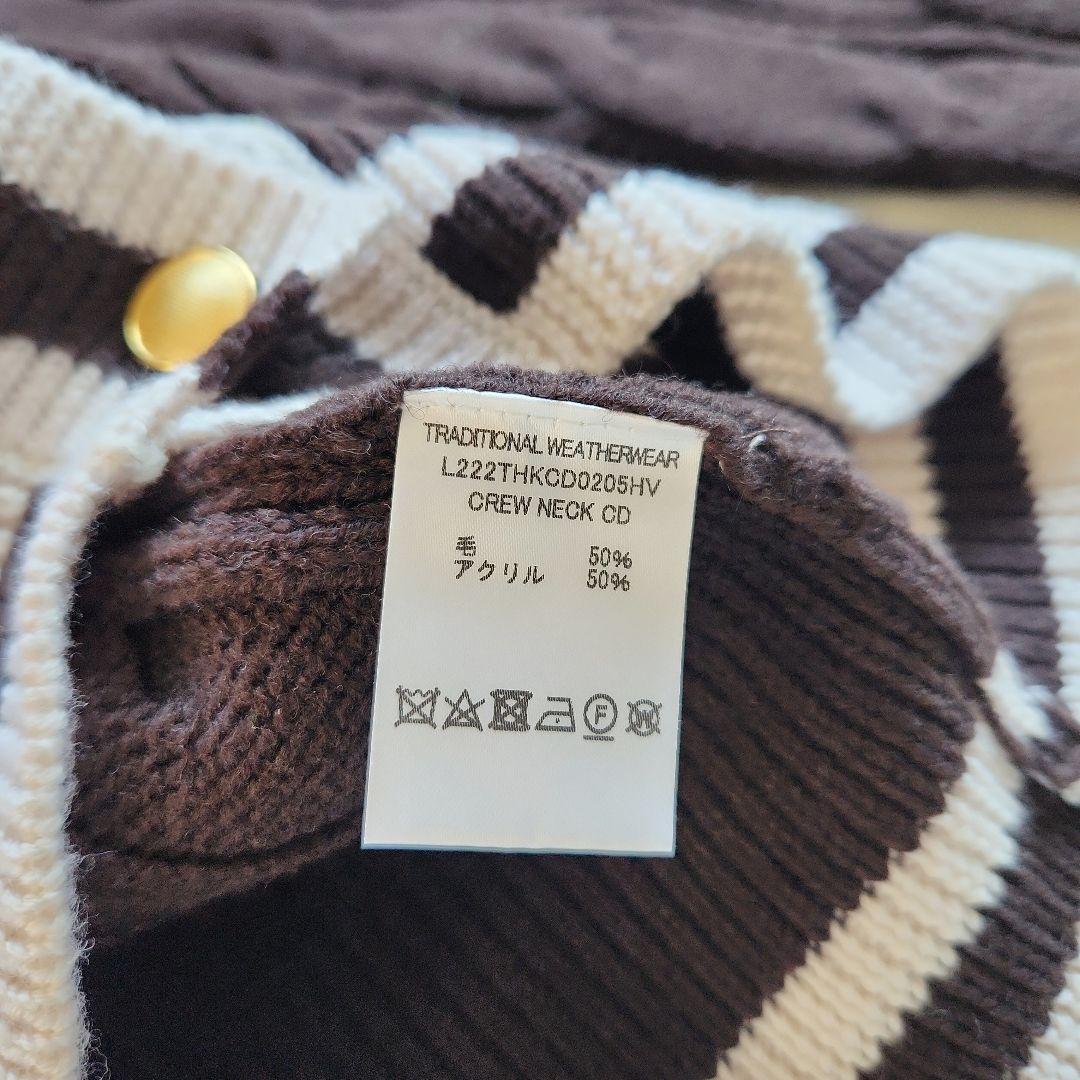 TRADITIONAL WEATHERWEAR
L222THKCD0205HV
CREW NECK CD
毛 50%
アクリル 50%
F
W